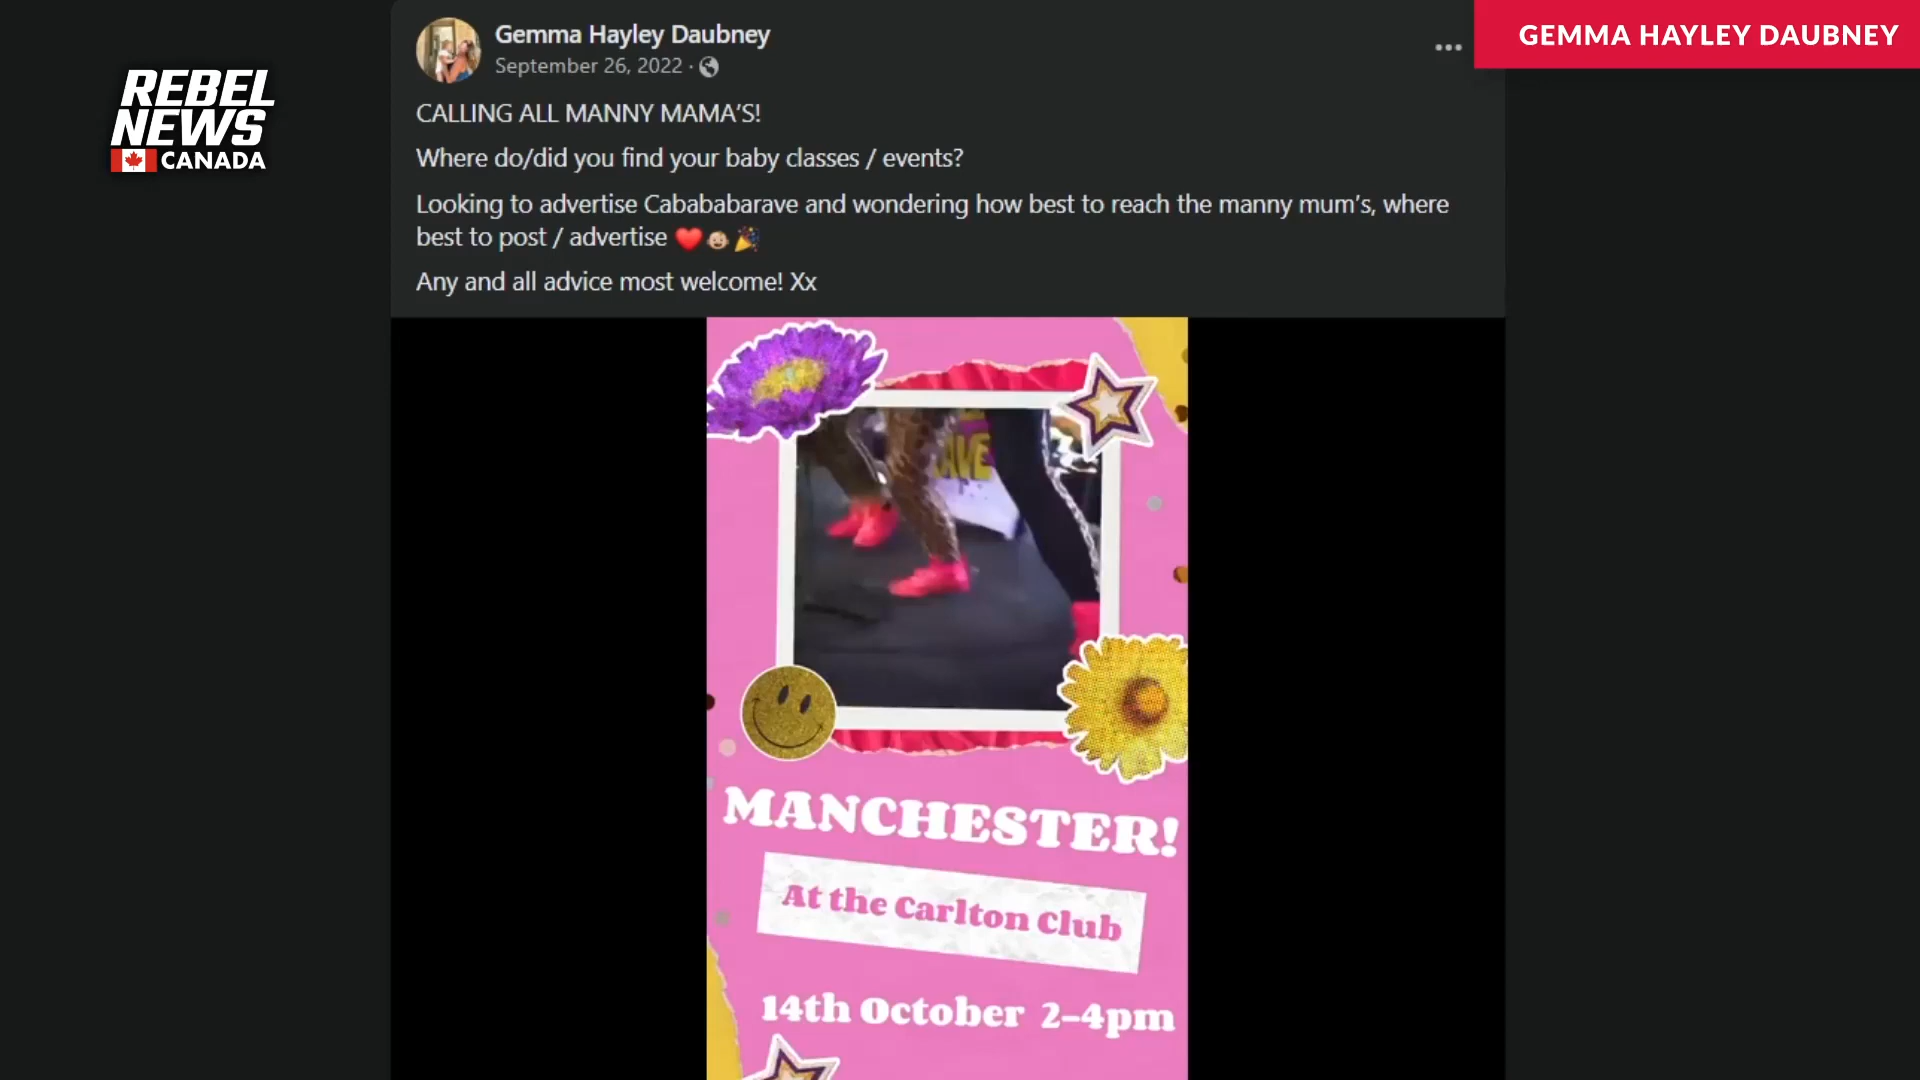 REBEL
NEWS
CANADA
GEMMA HAYLEY DAUBNEY
Gemma Hayley Daubney
September 26, 2022 ·
CALLING ALL MANNY MAMA'S!
Where do/did you find your baby classes / events?
Looking to advertise Cabababarave and wondering how best to reach the manny mum's, where
best to post / advertise ❤️🐵🎉
Any and all advice most welcome! Xx
MANCHESTER!
At the Carlton Club
14th October 2-4pm